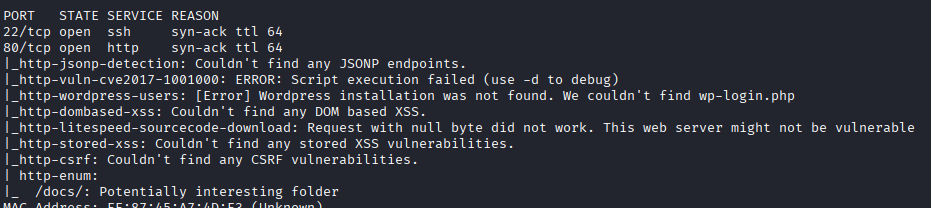 PORT   STATE SERVICE REASON
22/tcp open  ssh     syn-ack ttl 64
80/tcp open  http    syn-ack ttl 64
|_http-jsonp-detection: Couldn't find any JSONP endpoints.
|_http-vuln-cve2017-1001000: ERROR: Script execution failed (use -d to debug)
|_http-wordpress-users: [Error] Wordpress installation was not found. We couldn't find wp-login.php
|_http-dombased-xss: Couldn't find any DOM based XSS.
|_http-litespeed-sourcecode-download: Request with null byte did not work. This web server might not be vulnerable
|_http-stored-xss: Couldn't find any stored XSS vulnerabilities.
|_http-csrf: Couldn't find any CSRF vulnerabilities.
| http-enum:
|_  /docs/: Potentially interesting folder
MAC Address: (Unknown)